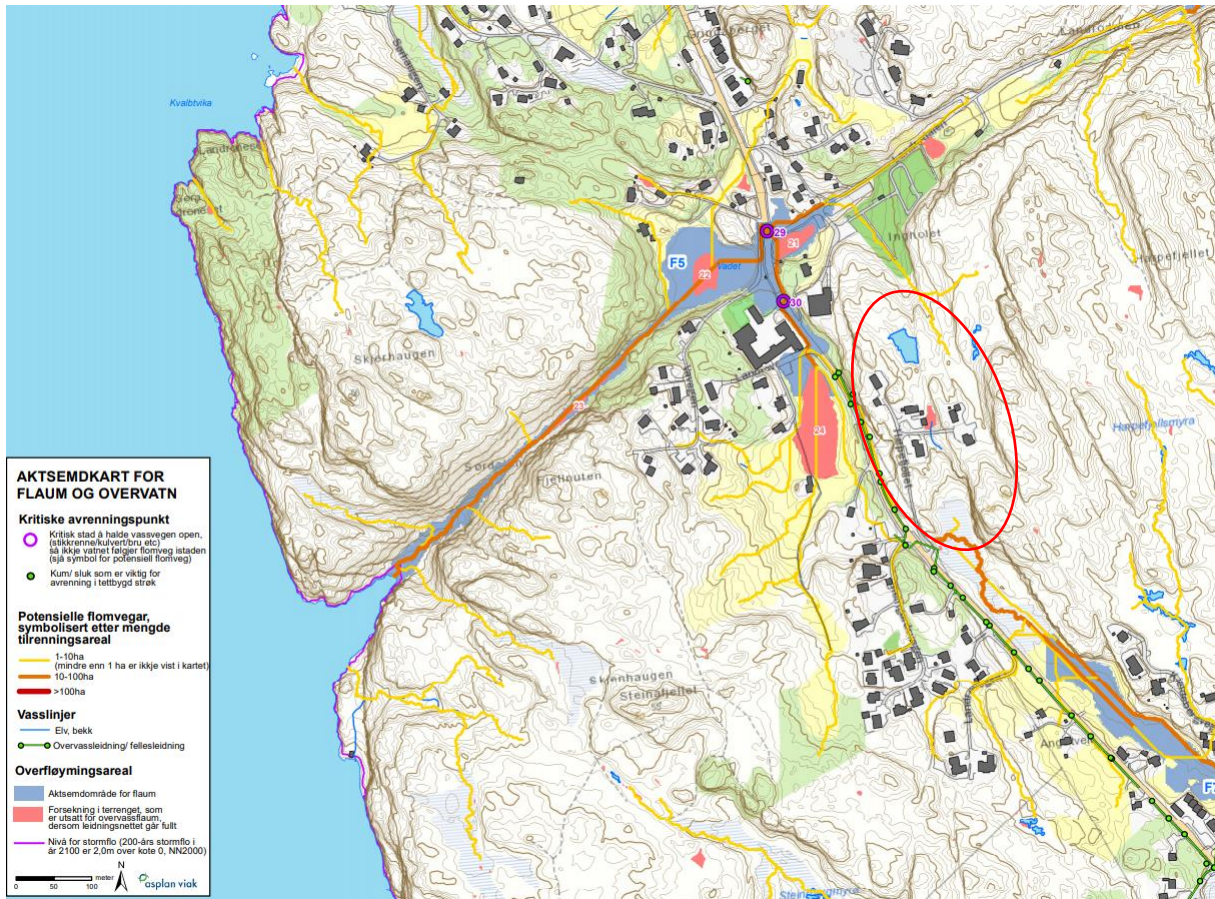 Kvalbtvika
Landrones
Ingholet
Hajpefjellet
Vadet
F5
29
21
22
30
Skjerhaugen
23
24
Fjellnuten
Skjenhaugen
Steinafjellet
AKTSEMDKART FOR
FLAUM OG OVERVATN
Kritiske avrenningspunkt
Kritisk stad å halde vassvegen open,
(stikkrenne/kulvert/bru etc)
så ikkje vatnet følgjer flomveg istaden
(sjå symbol for potensiell flomveg)
Kum/ sluk som er viktig for
avrenning i tettbygd strøk
Potensielle flomvegar,
symbolisert etter mengde
tilrenningsareal
1-10ha
(mindre enn 1 ha er ikkje vist i kartet)
10-100ha
>100ha
Vasslinjer
Elv, bekk
Overvassleidning/ fellesleidning
Overfløymingsareal
Aktsemdområde for flaum
Forsekning i terrenget, som
er utsatt for overvassflaum,
dersom leidningsnettet går fullt
Nivå for stormflo (200-års stormflo i
år 2100 er 2,0m over kote 0, NN2000)
meter
N
0 50 100
asplan viak